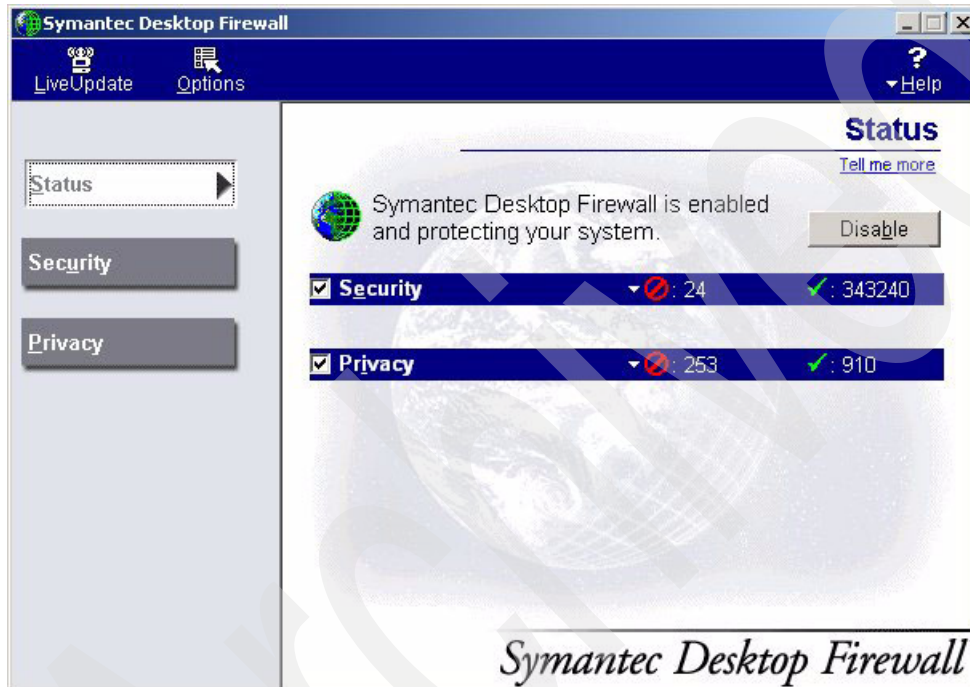 Symantec Desktop Firewall
LiveUpdate Options Help
Status
Tell me more
Status
Symantec Desktop Firewall is enabled
and protecting your system.
Disable
Security
Security : 24 : 343240
Privacy
Privacy : 253 : 910
Symantec Desktop Firewall